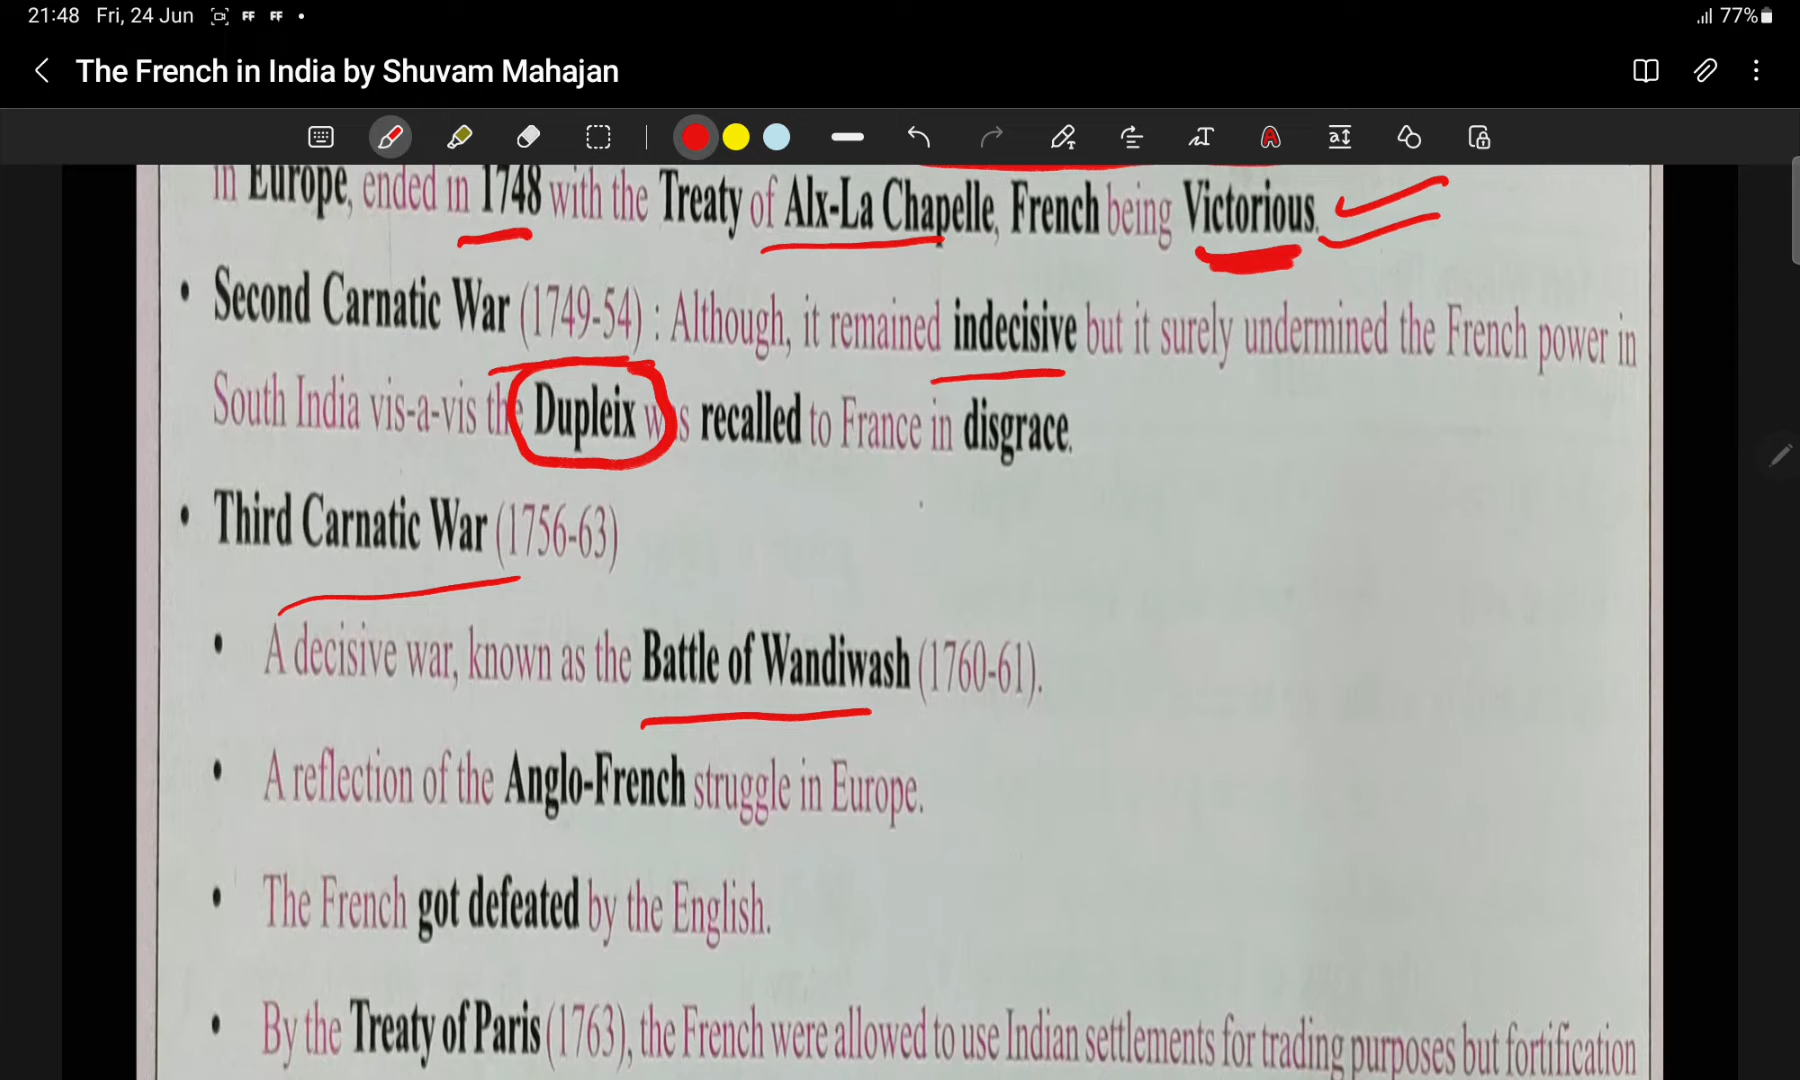 21:48 Fri, 24 Jun FF FF 77%
The French in India by Shuvam Mahajan
in Europe, ended in 1748 with the Treaty of Alx-La Chapelle, French being Victorious.
• Second Carnatic War (1749-54) : Although, it remained indecisive but it surely undermined the French power in
South India vis-a-vis the Dupleix was recalled to France in disgrace.
• Third Carnatic War (1756-63)
• A decisive war, known as the Battle of Wandiwash (1760-61).
• A reflection of the Anglo-French struggle in Europe.
• The French got defeated by the English.
• By the Treaty of Paris (1763), the French were allowed to use Indian settlements for trading purposes but fortification